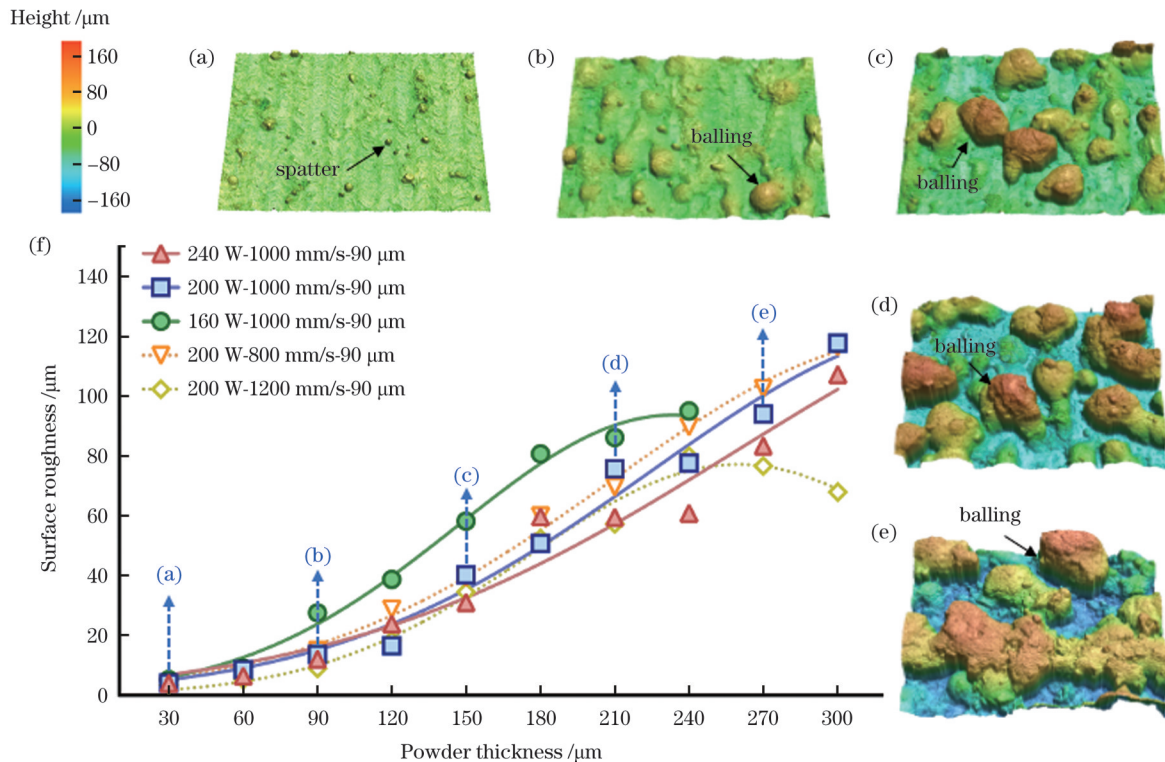 Height /μm
160
80
0
−80
−160
(a)
spatter
(b)
balling
(c)
balling
(f)
240 W-1000 mm/s-90 μm
200 W-1000 mm/s-90 μm
160 W-1000 mm/s-90 μm
200 W-800 mm/s-90 μm
200 W-1200 mm/s-90 μm
Surface roughness /μm
140
120
100
80
60
40
20
0
(a)
(b)
(c)
(d)
(e)
30 60 90 120 150 180 210 240 270 300
Powder thickness /μm
(d)
balling
(e)
balling